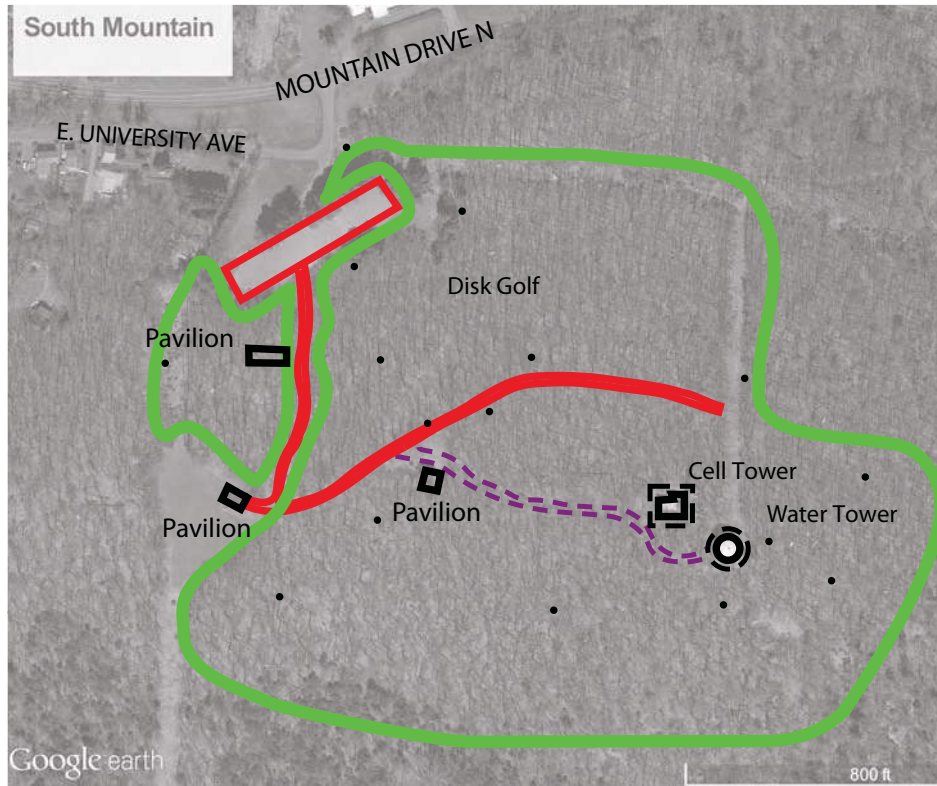 South Mountain
MOUNTAIN DRIVE N
E. UNIVERSITY AVE
Disk Golf
Pavilion
Cell Tower
Pavilion
Water Tower
Pavilion
Google earth
800 ft